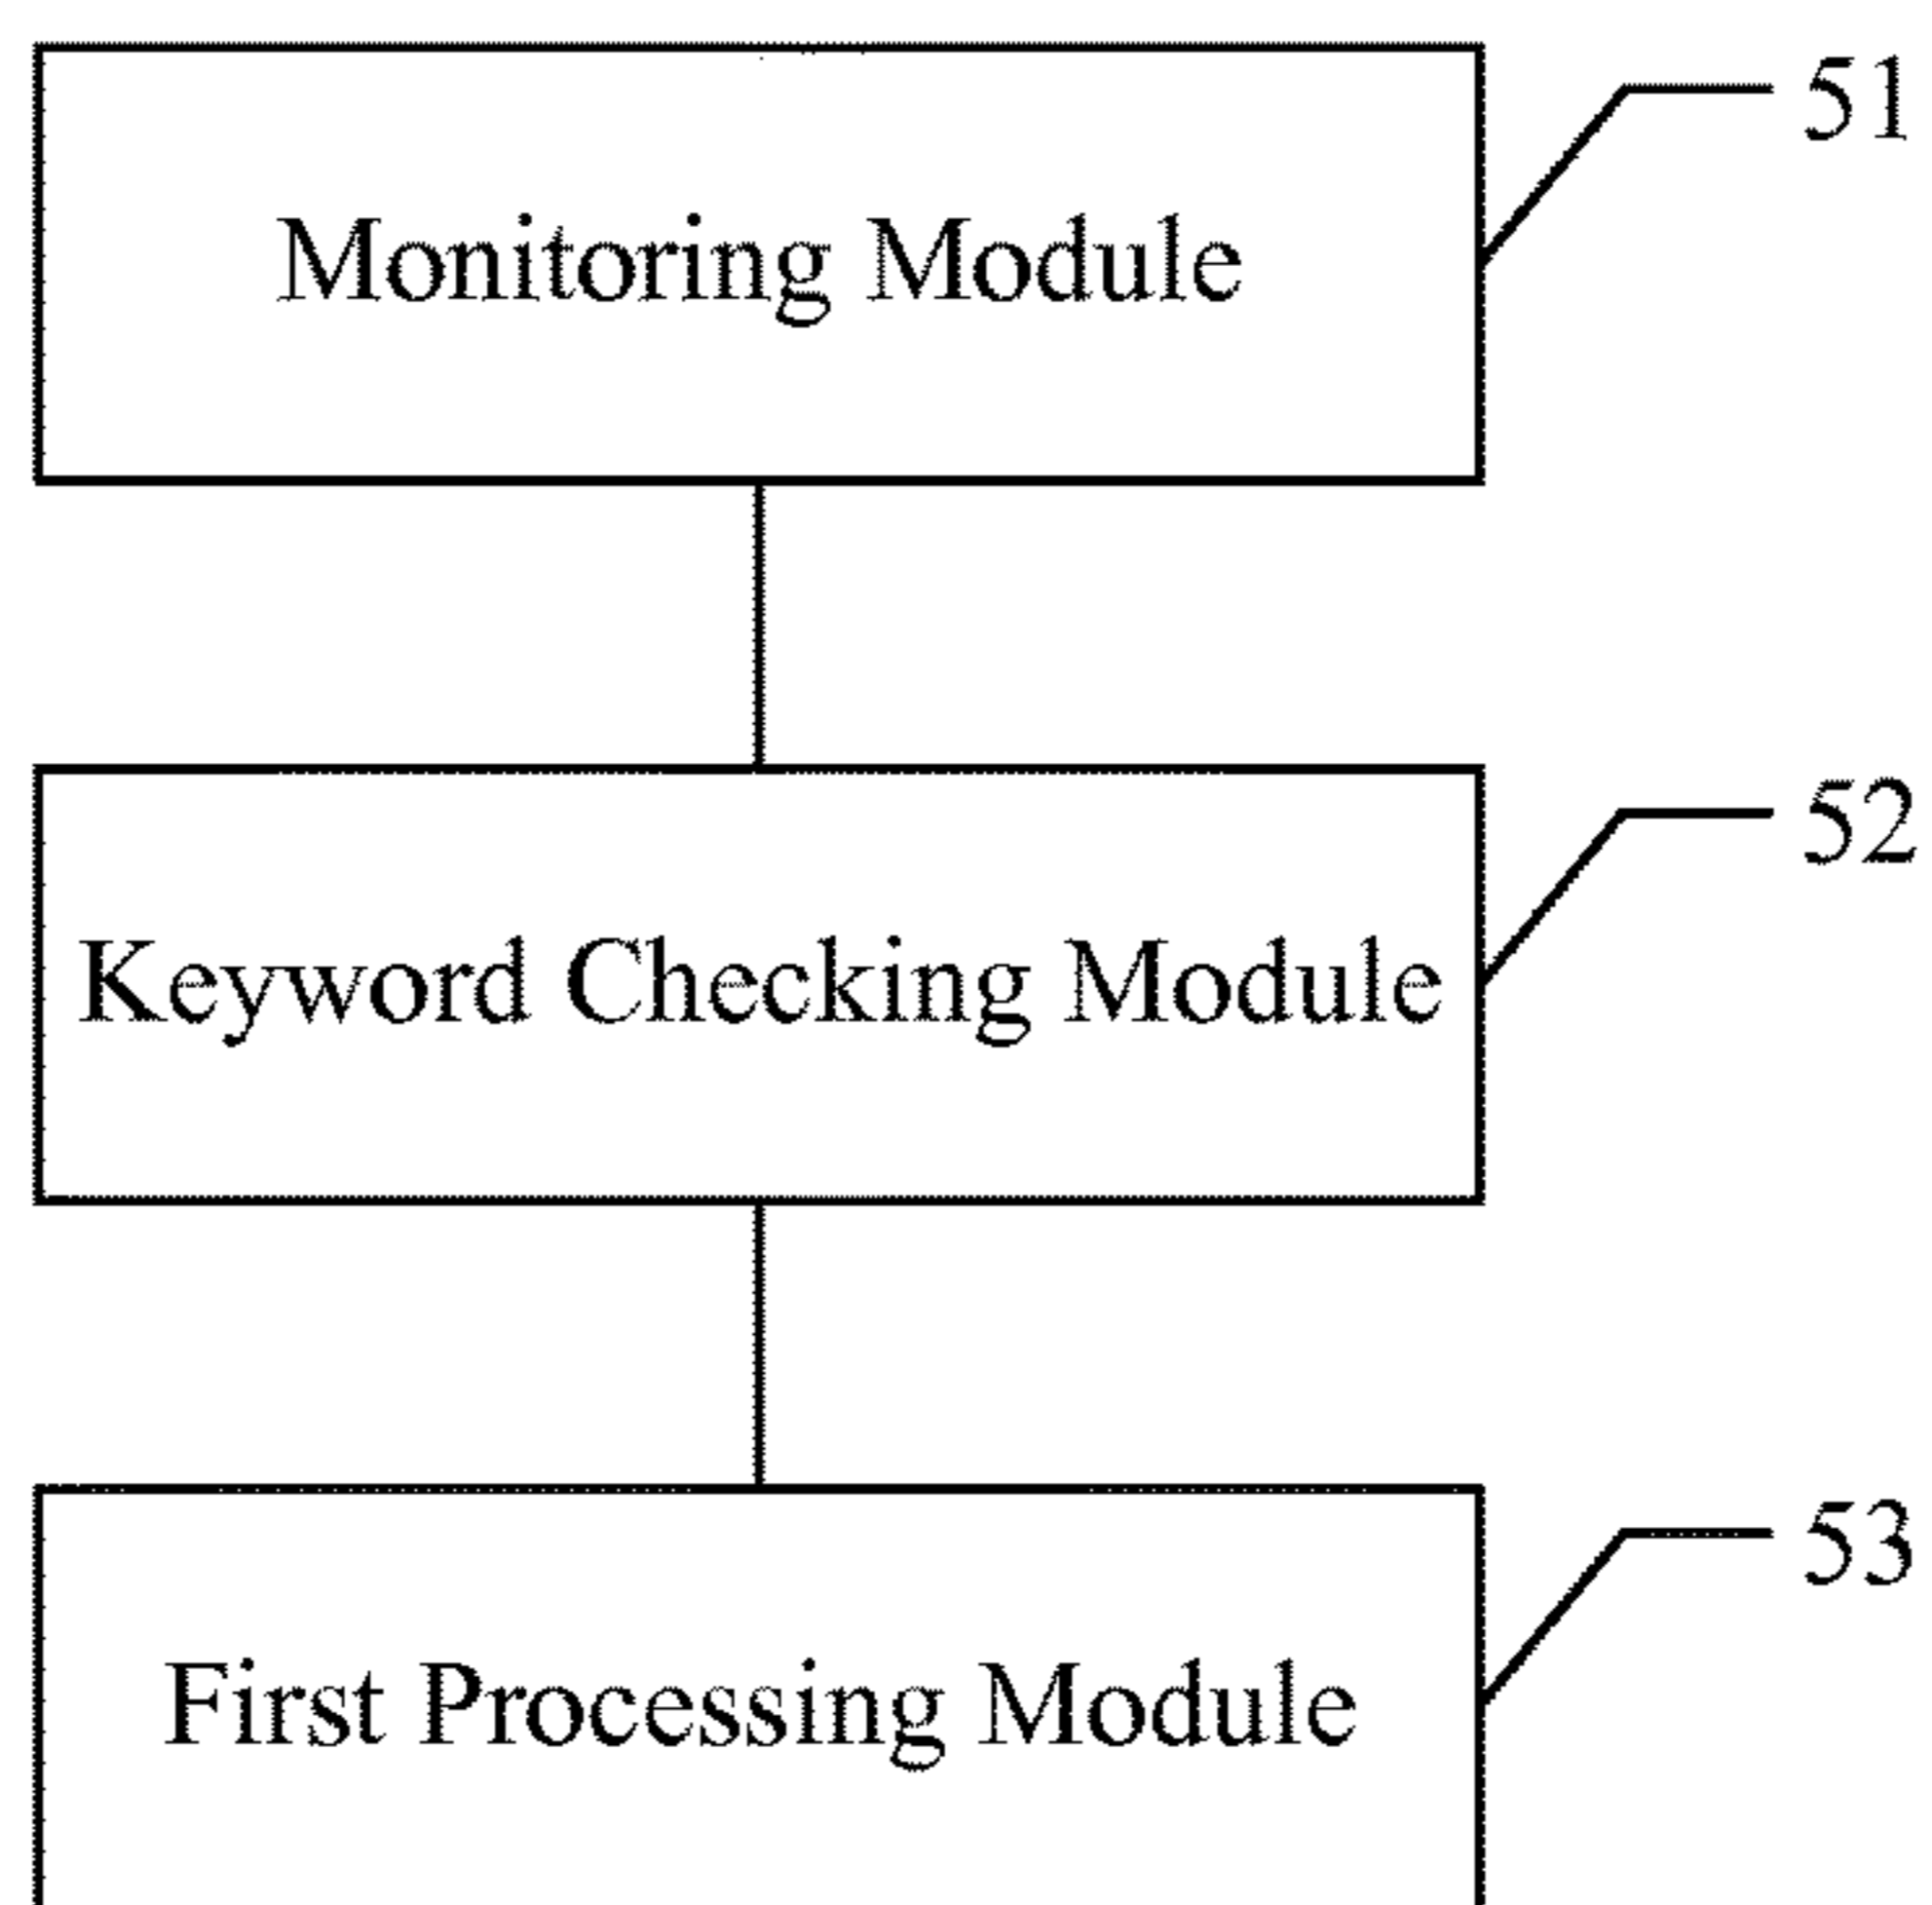 51
Monitoring Module
52
Keyword Checking Module
53
First Processing Module